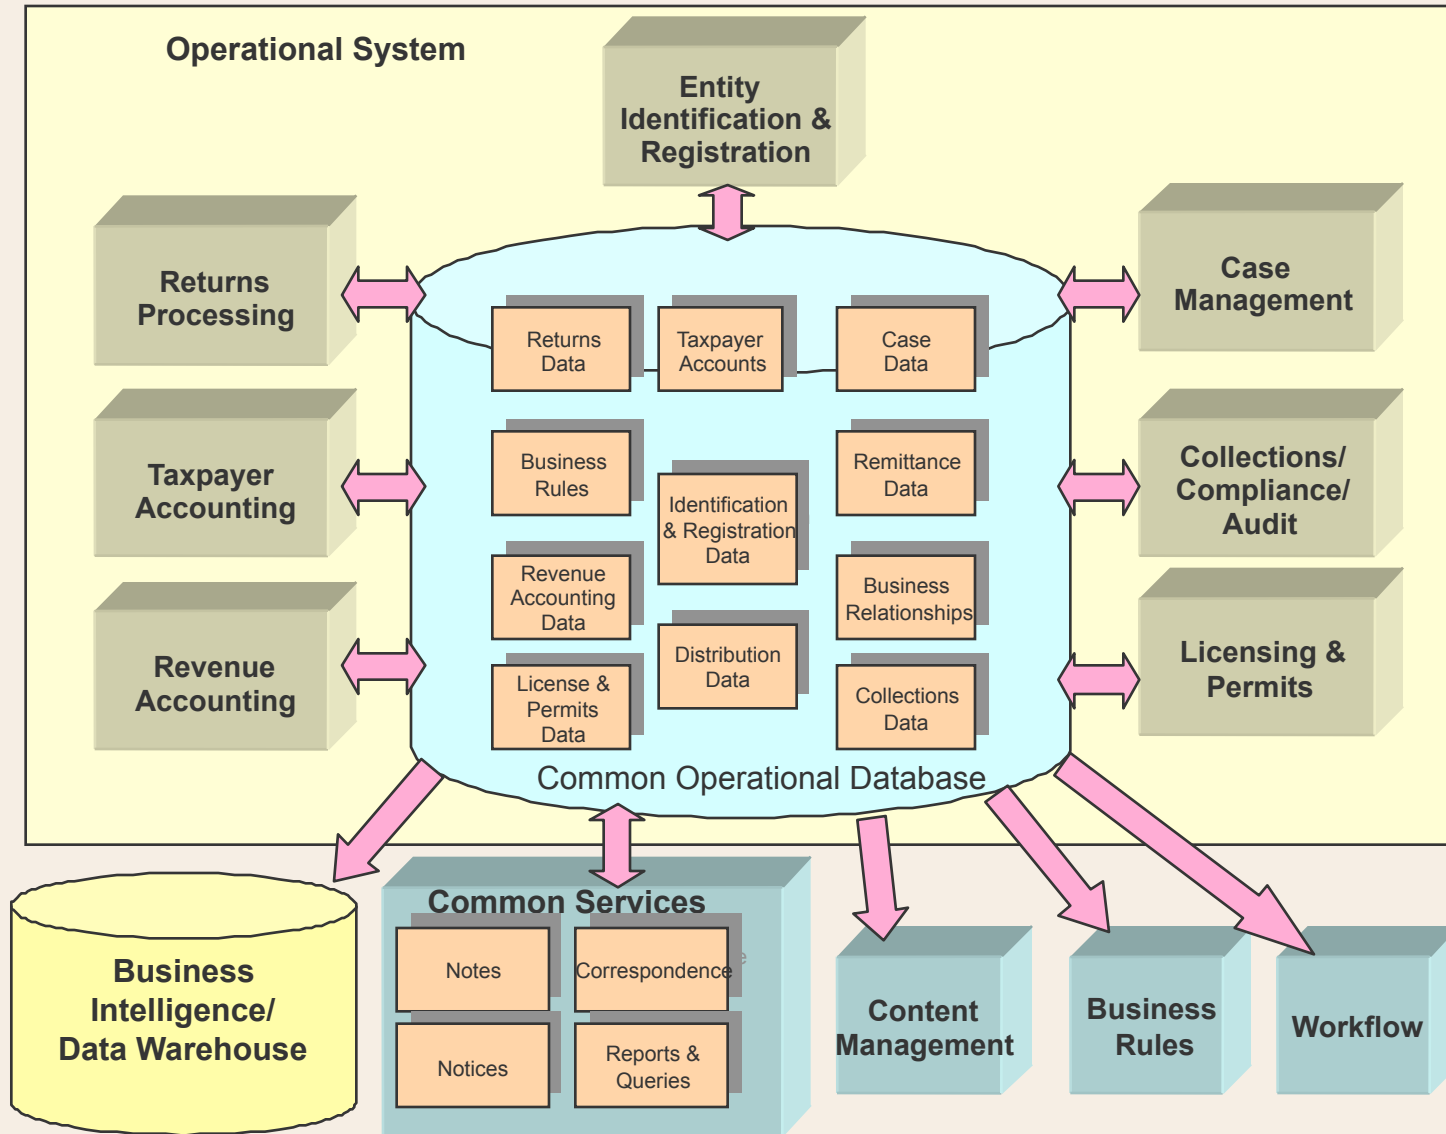 Operational System
Entity
Identification &
Registration
Returns
Processing
Case
Management
Returns
Data
Taxpayer
Accounts
Case
Data
Taxpayer
Accounting
Business
Rules
Identification
& Registration
Data
Remittance
Data
Collections/
Compliance/
Audit
Revenue
Accounting
Data
Business
Relationships
Revenue
Accounting
Distribution
Data
Licensing &
Permits
License &
Permits
Data
Collections
Data
Common Operational Database
Business
Intelligence/
Data Warehouse
Common Services
Notes
Correspondence
Notices
Reports &
Queries
Content
Management
Business
Rules
Workflow